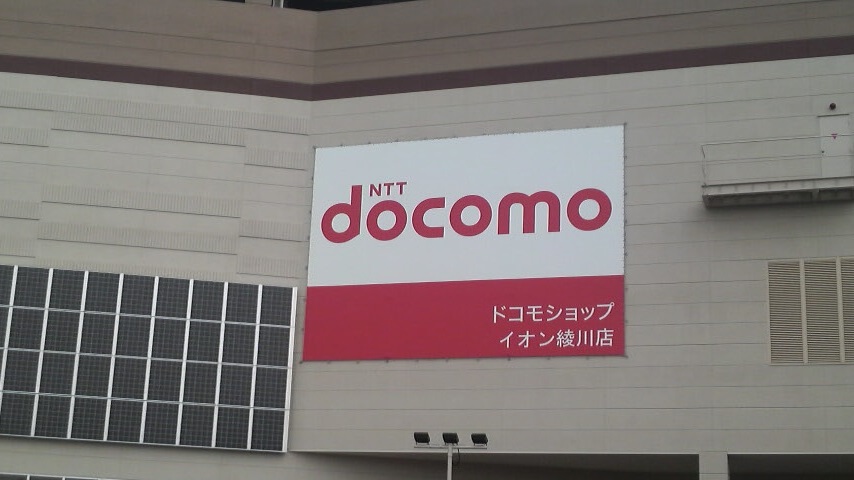 NTT
docomo
ドコモショップ
イオン綾川店